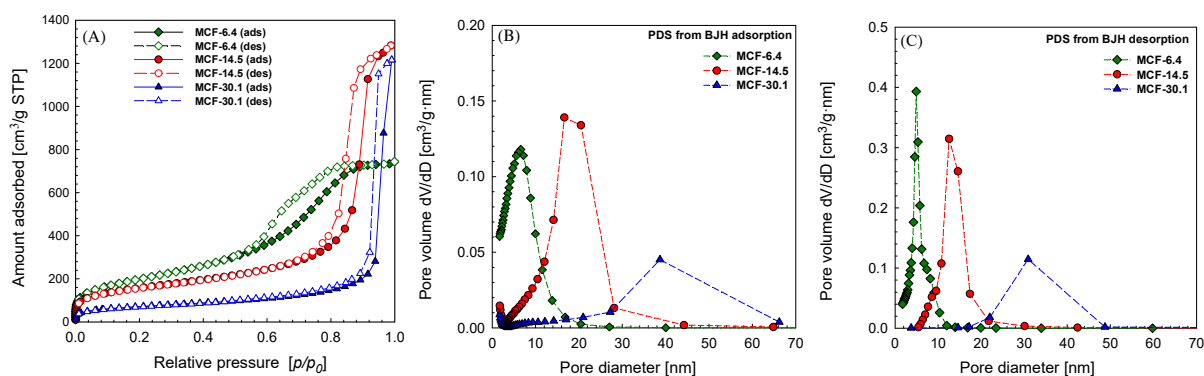 (A)
MCF-6.4 (ads)
MCF-6.4 (des)
MCF-14.5 (ads)
MCF-14.5 (des)
MCF-30.1 (ads)
MCF-30.1 (des)
Amount adsorbed [cm³/g STP]
1400
1200
1000
800
600
400
200
0
0.0 0.2 0.4 0.6 0.8 1.0
Relative pressure [p/p₀]
(B)
PDS from BJH adsorption
MCF-6.4
MCF-14.5
MCF-30.1
Pore volume dV/dD [cm³/g·nm]
0.20
0.15
0.10
0.05
0.00
0 10 20 30 40 50 60 70
Pore diameter [nm]
(C)
PDS from BJH desorption
MCF-6.4
MCF-14.5
MCF-30.1
Pore volume dV/dD [cm³/g·nm]
0.5
0.4
0.3
0.2
0.1
0.0
0 10 20 30 40 50 60 70
Pore diameter [nm]